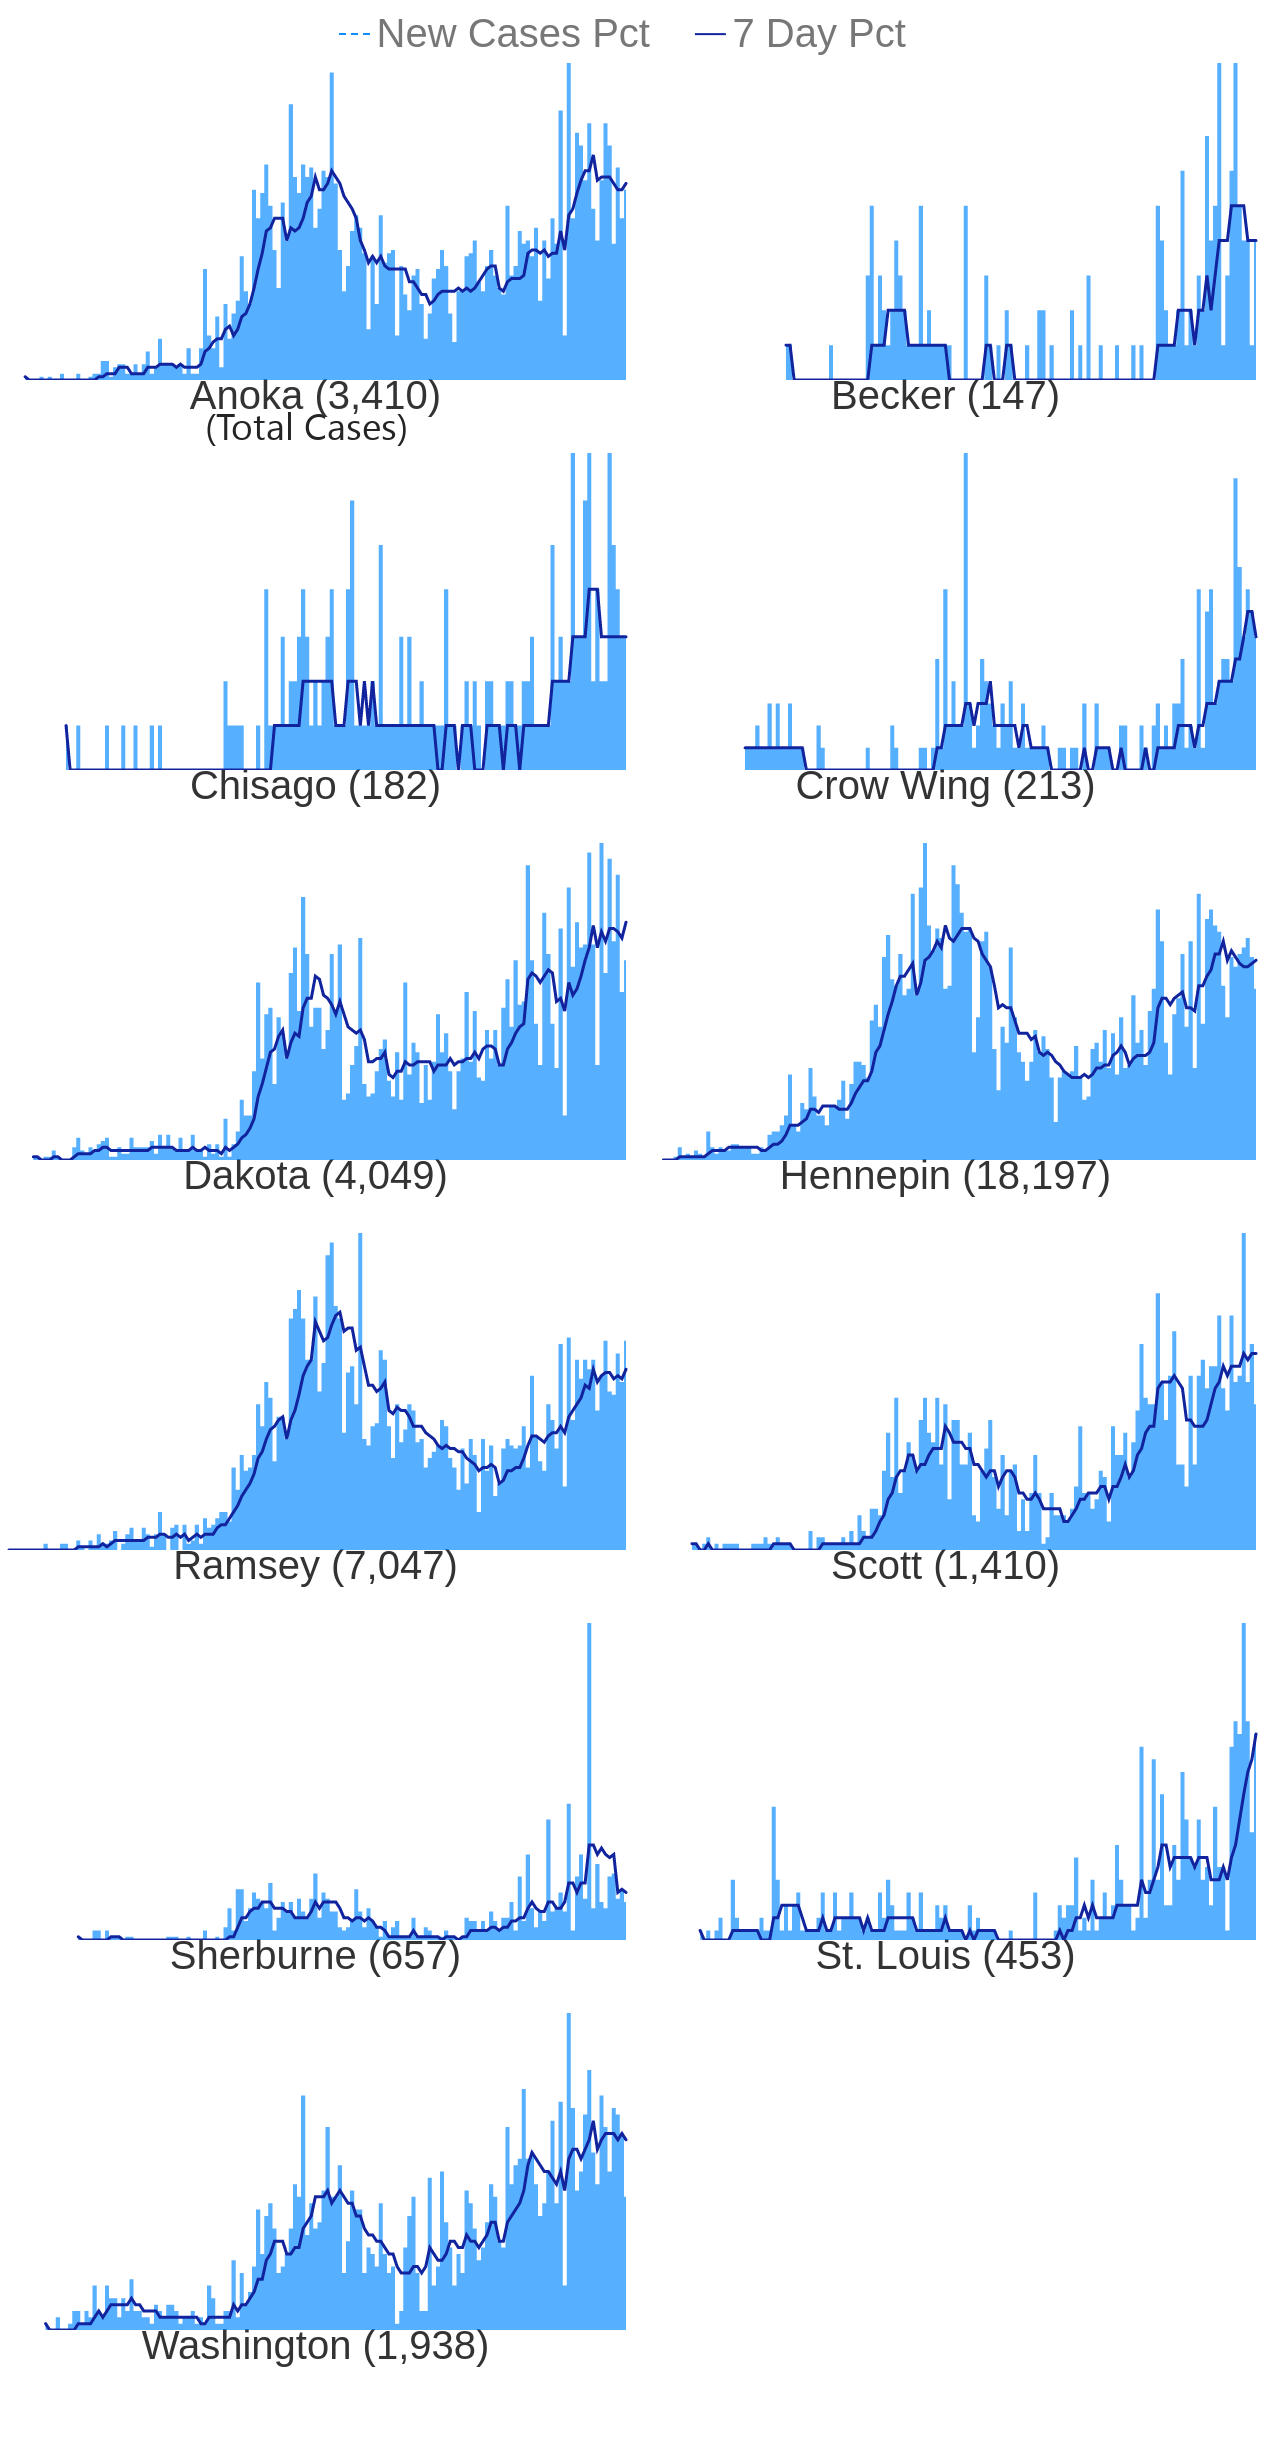 New Cases Pct 7 Day Pct
Anoka (3,410) Becker (147)
(Total Cases)
Chisago (182) Crow Wing (213)
Dakota (4,049) Hennepin (18,197)
Ramsey (7,047) Scott (1,410)
Sherburne (657) St. Louis (453)
Washington (1,938)